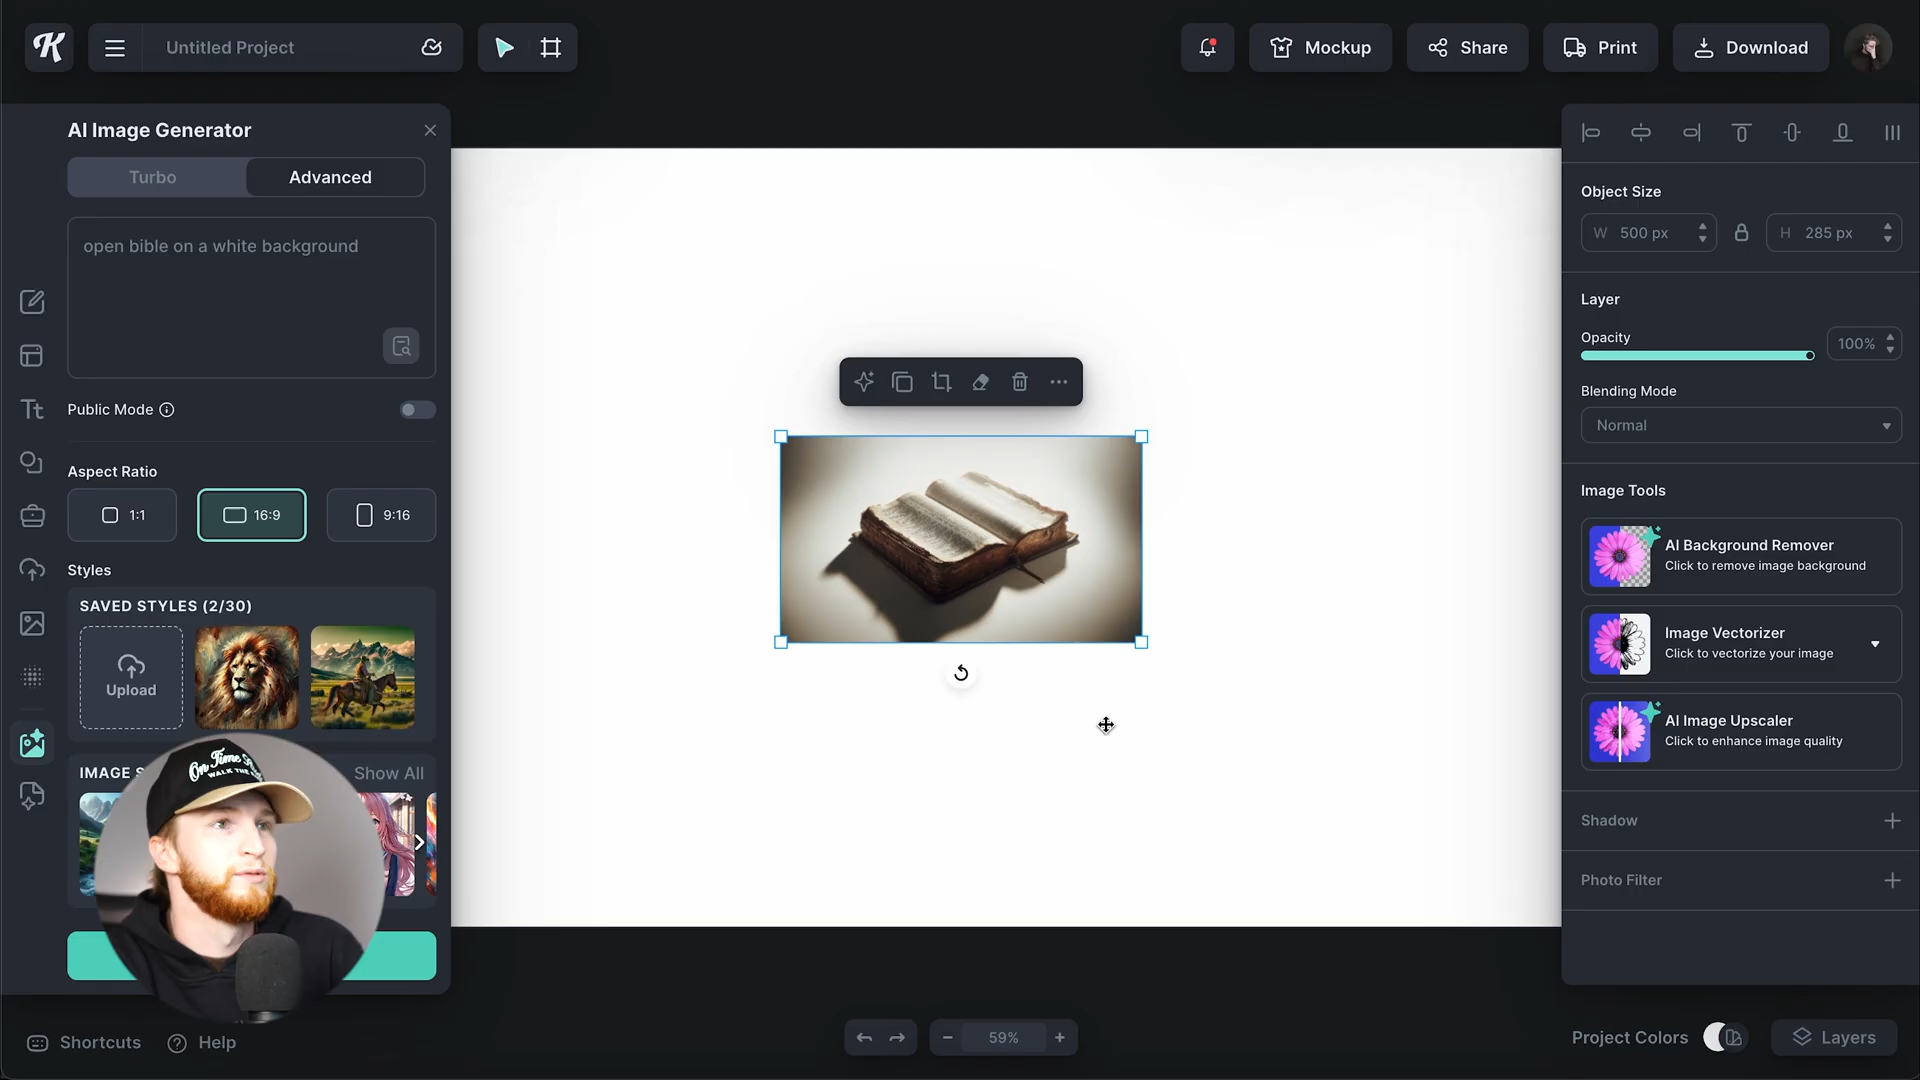 K
Untitled Project
Mockup
Share
Print
Download
AI Image Generator
Turbo
Advanced
open bible on a white background
Public Mode
Aspect Ratio
1:1
16:9
9:16
Styles
SAVED STYLES (2/30)
Upload
Show All
On Time
WALK THE
Shortcuts
Help
59%
Object Size
W 500 px
H 285 px
Layer
Opacity
100%
Blending Mode
Normal
Image Tools
AI Background Remover
Click to remove image background
Image Vectorizer
Click to vectorize your image
AI Image Upscaler
Click to enhance image quality
Shadow
Photo Filter
Project Colors
Layers